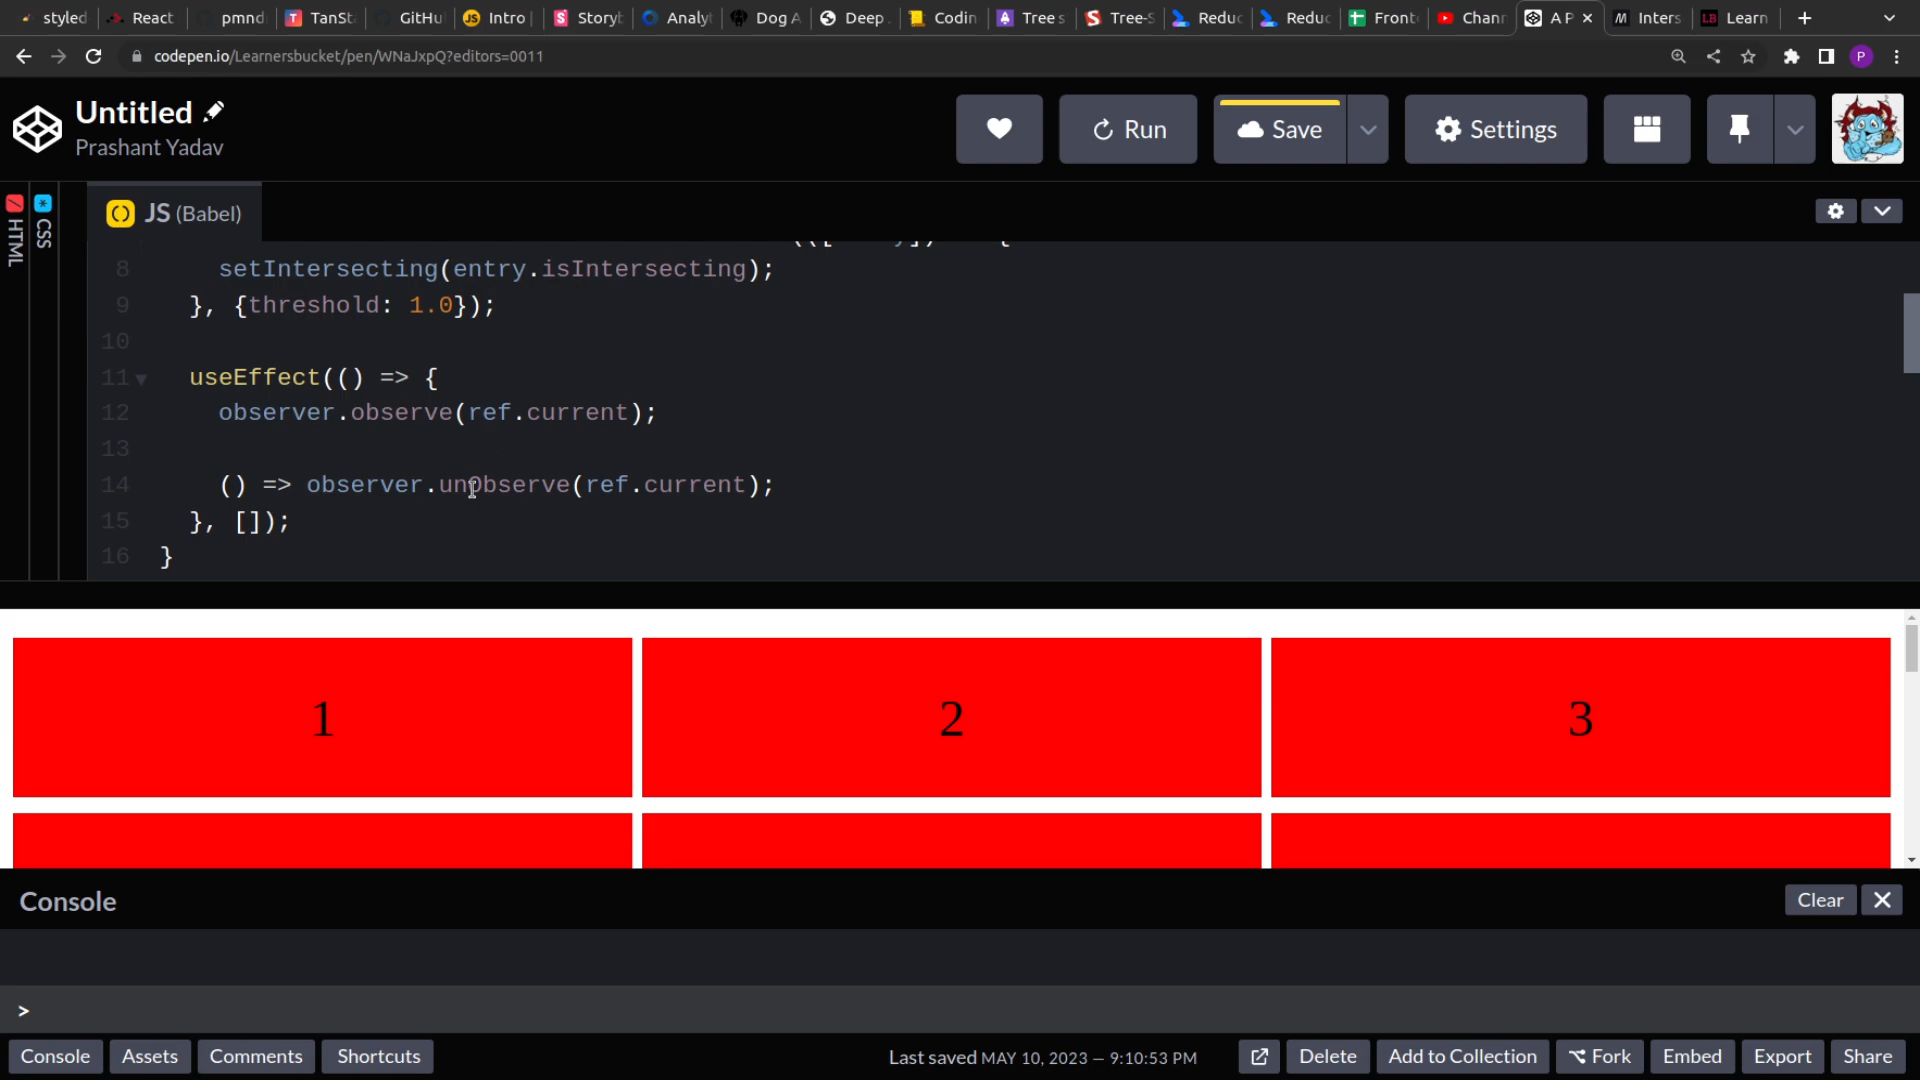 styled
React
pmnd
TanSta
GitHu
Intro
Story
Analy
Dog A
Deep
Codin
Tree s
Tree-S
Reduc
Reduc
Front
Chann
A P
Inters
Learn
codepen.io/Learnersbucket/pen/WNaJxpQ?editors=0011
P
Untitled
Prashant Yadav
Run
Save
Settings
HTML
CSS
JS (Babel)
8 setIntersecting(entry.isIntersecting);
9 }, {threshold: 1.0});
10
11 useEffect(() => {
12 observer.observe(ref.current);
13
14 () => observer.unobserve(ref.current);
15 }, []);
16 }
1
2
3
Console
Clear
>
Console
Assets
Comments
Shortcuts
Last saved MAY 10, 2023 — 9:10:53 PM
Delete
Add to Collection
Fork
Embed
Export
Share